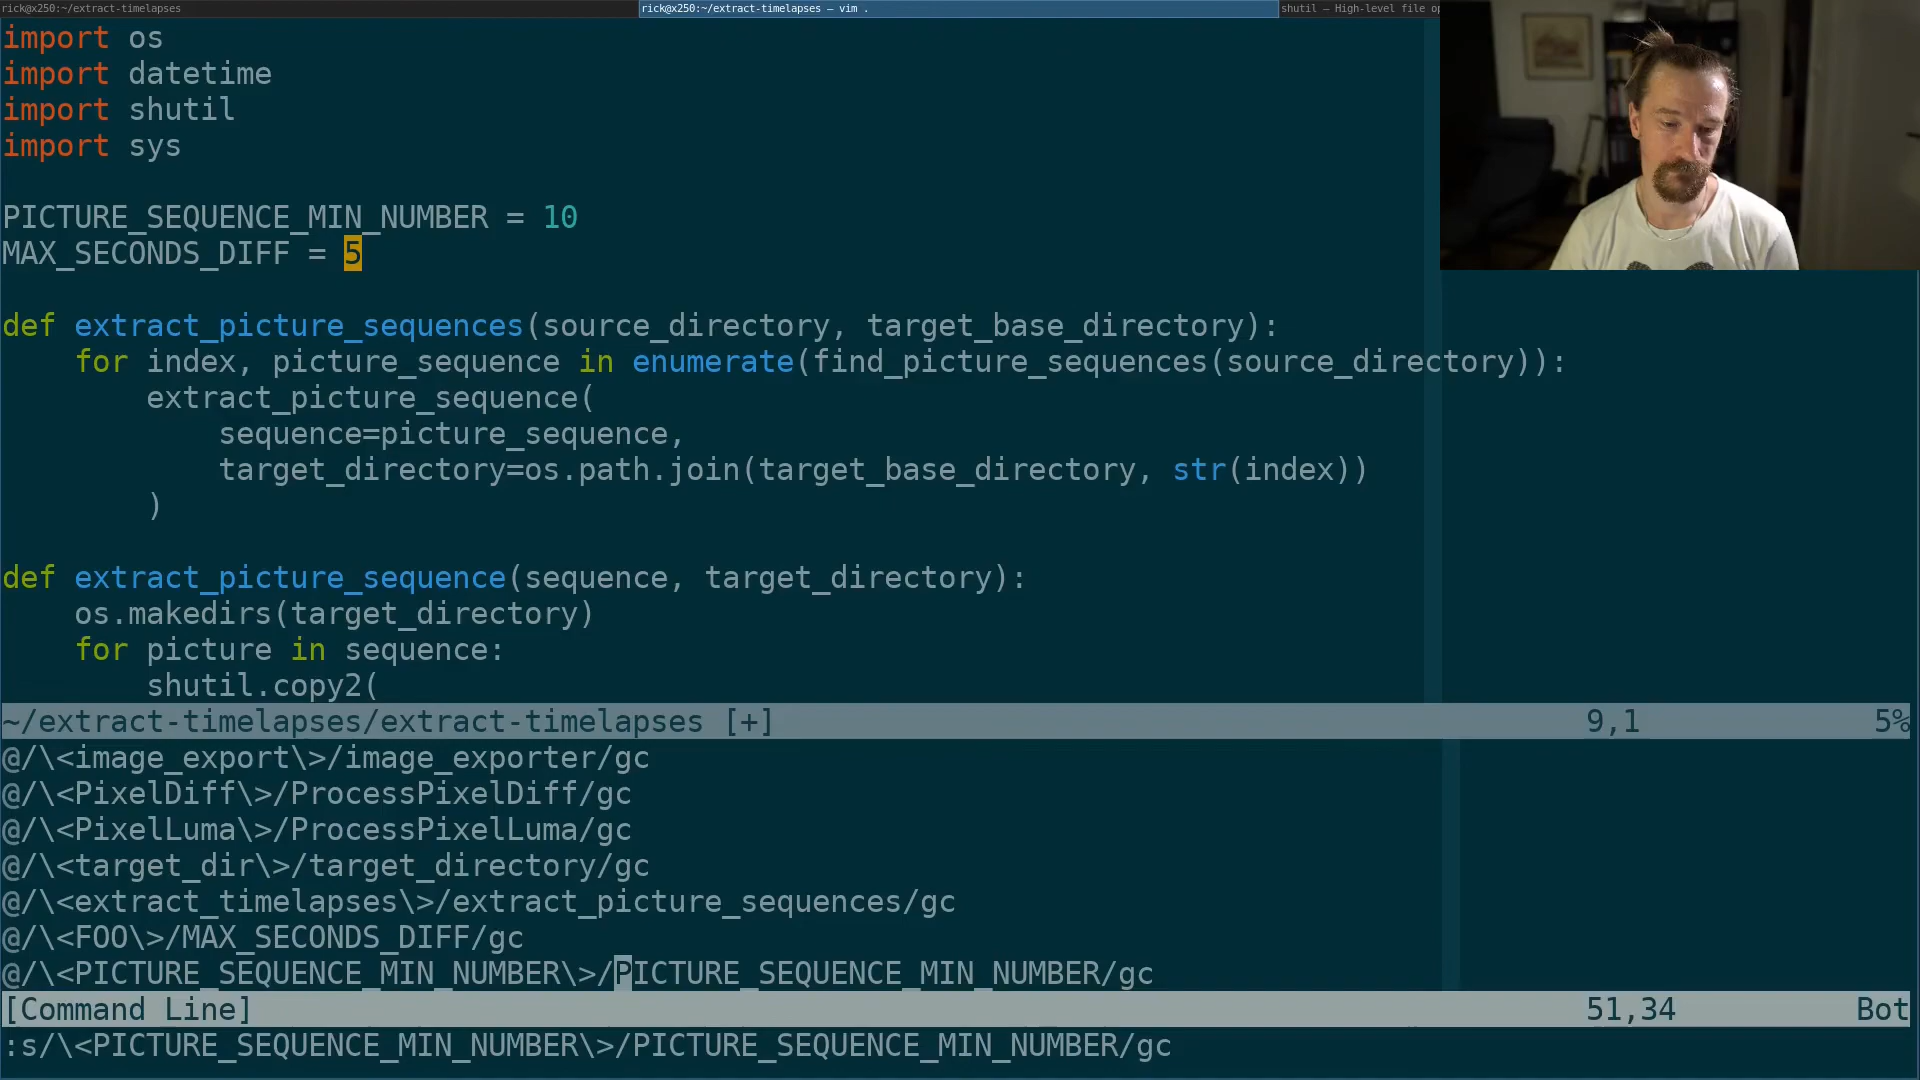 rick@x250:~/extract-timelapses
rick@x250:~/extract-timelapses – vim .
shutil — High-level file op
import os
import datetime
import shutil
import sys
PICTURE_SEQUENCE_MIN_NUMBER = 10
MAX_SECONDS_DIFF = 5
def extract_picture_sequences(source_directory, target_base_directory):
    for index, picture_sequence in enumerate(find_picture_sequences(source_directory)):
        extract_picture_sequence(
            sequence=picture_sequence,
            target_directory=os.path.join(target_base_directory, str(index))
        )
def extract_picture_sequence(sequence, target_directory):
    os.makedirs(target_directory)
    for picture in sequence:
        shutil.copy2(
~/extract-timelapses/extract-timelapses [+] 9,1 5%
@/\<image_export\>/image_exporter/gc
@/\<PixelDiff\>/ProcessPixelDiff/gc
@/\<PixelLuma\>/ProcessPixelLuma/gc
@/\<target_dir\>/target_directory/gc
@/\<extract_timelapses\>/extract_picture_sequences/gc
@/\<FOO\>/MAX_SECONDS_DIFF/gc
@/\<PICTURE_SEQUENCE_MIN_NUMBER\>/PICTURE_SEQUENCE_MIN_NUMBER/gc
[Command Line] 51,34 Bot
:s/\<PICTURE_SEQUENCE_MIN_NUMBER\>/PICTURE_SEQUENCE_MIN_NUMBER/gc